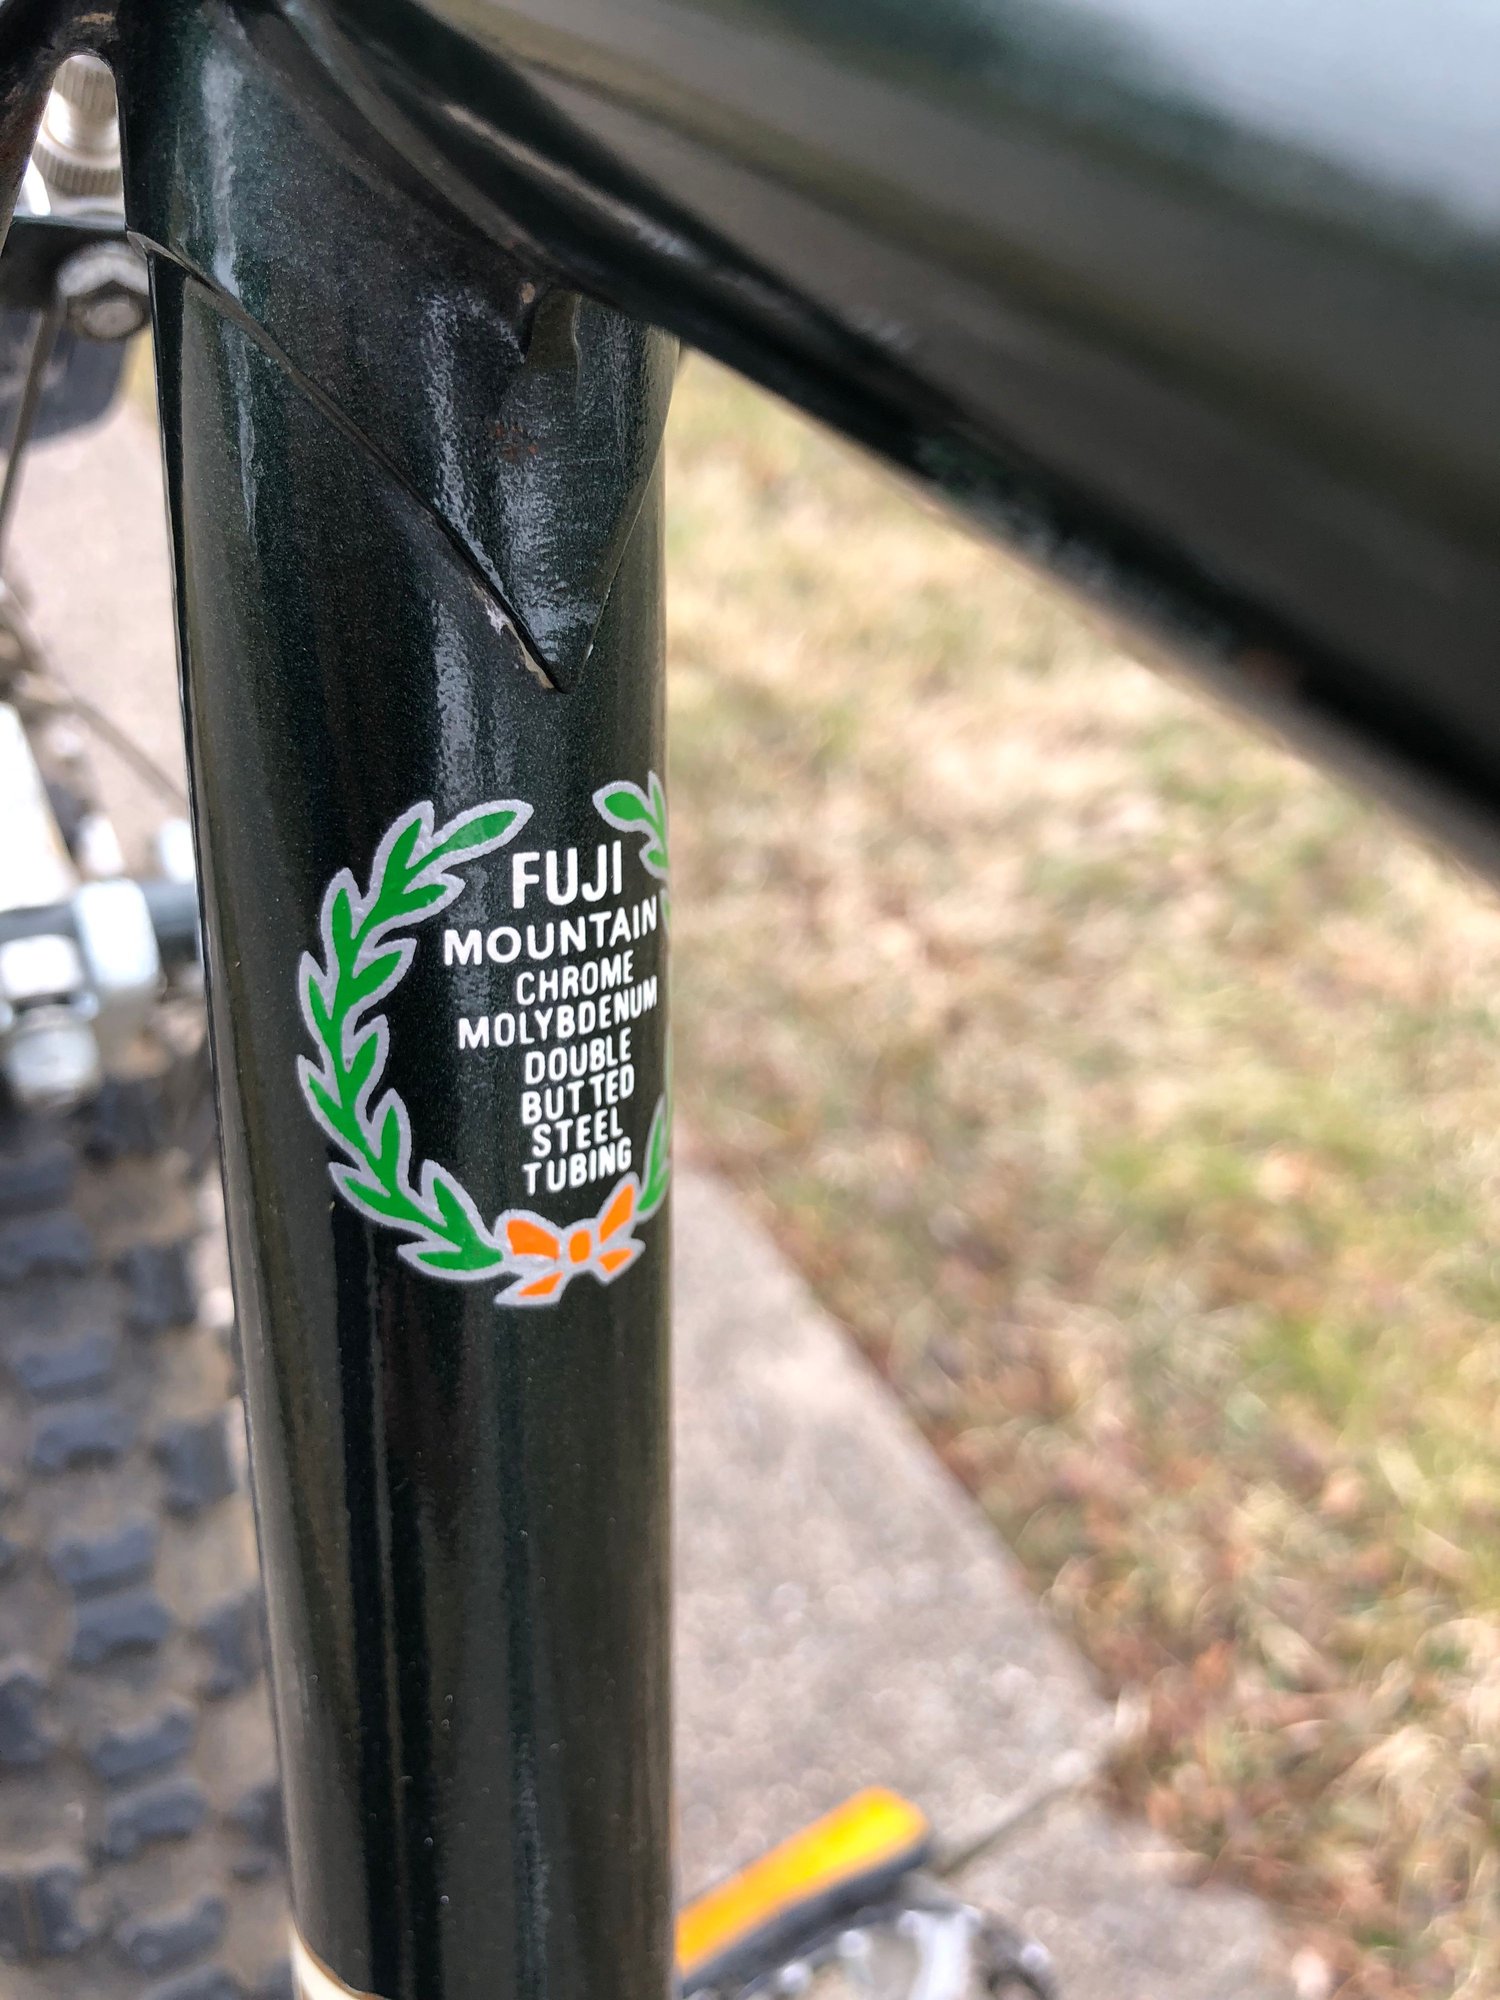 FUJI
MOUNTAIN
CHROME
MOLYBDENUM
DOUBLE
BUTTED
STEEL
TUBING